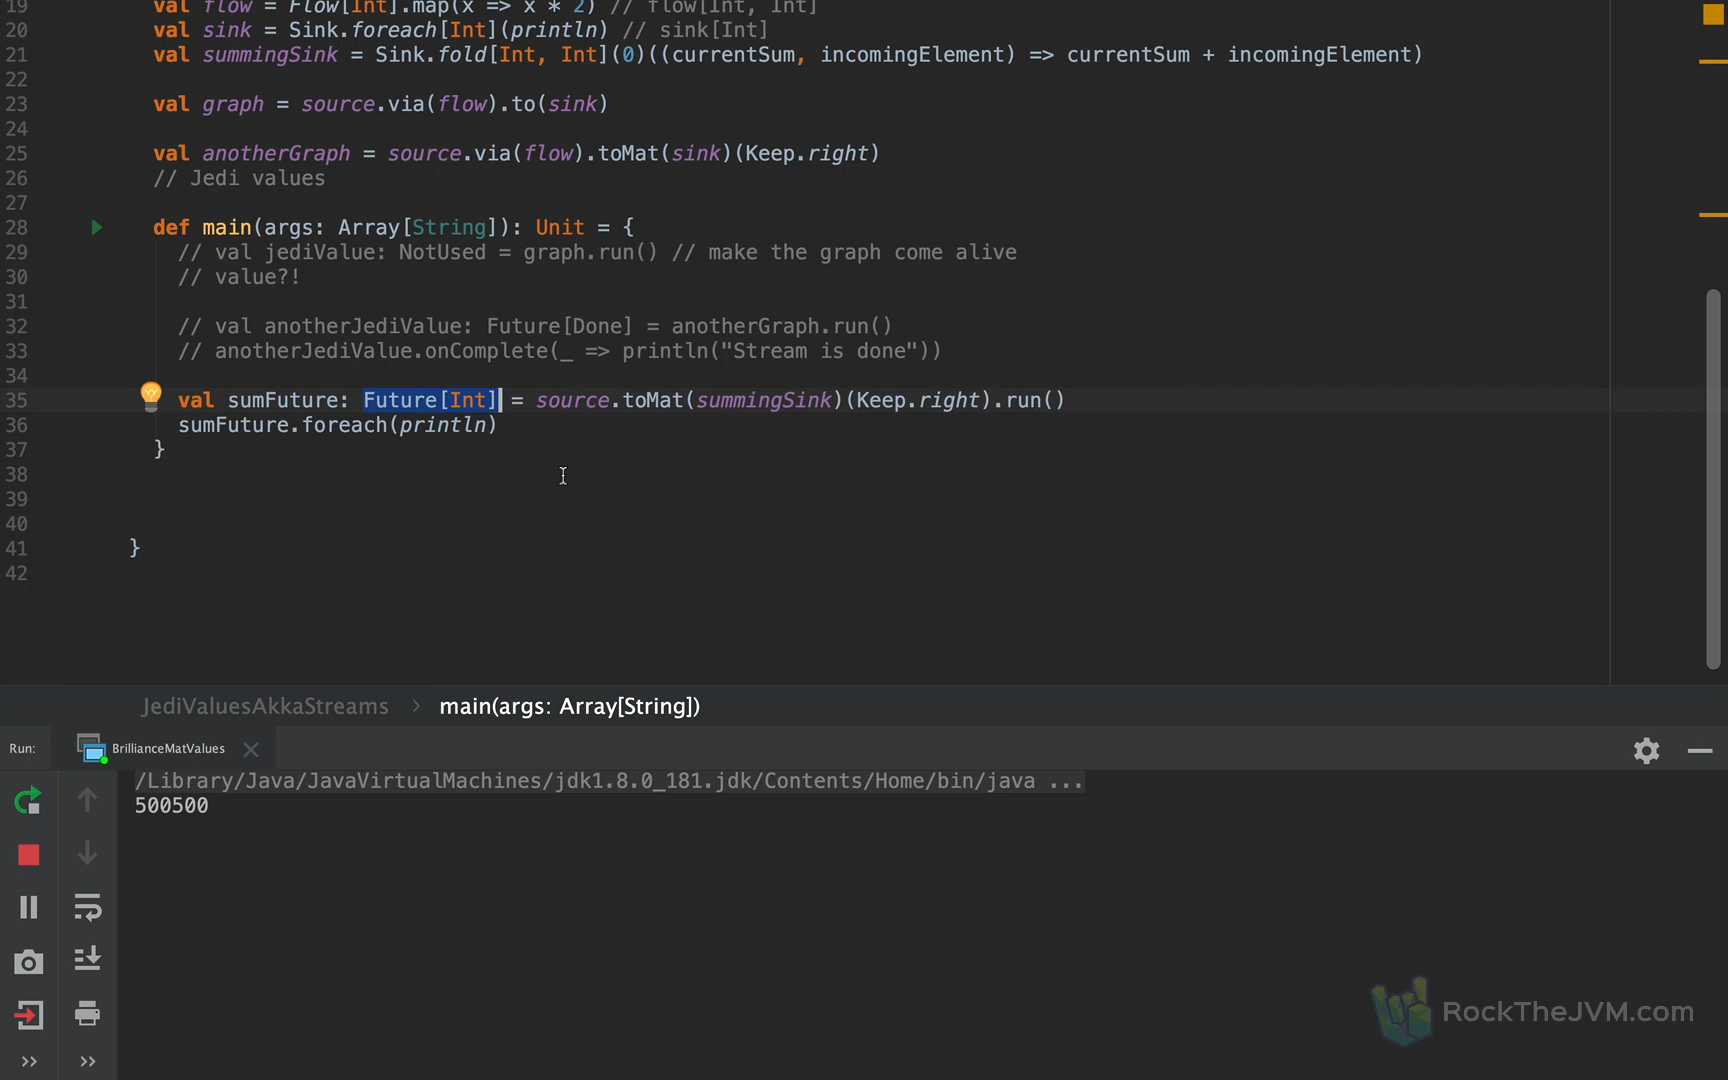 19 val flow = Flow[Int].map(x => x * 2) // flow[Int, Int]
20 val sink = Sink.foreach[Int](println) // sink[Int]
21 val summingSink = Sink.fold[Int, Int](0)((currentSum, incomingElement) => currentSum + incomingElement)
22
23 val graph = source.via(flow).to(sink)
24
25 val anotherGraph = source.via(flow).toMat(sink)(Keep.right)
26 // Jedi values
27
28 def main(args: Array[String]): Unit = {
29 // val jediValue: NotUsed = graph.run() // make the graph come alive
30 // value?!
31
32 // val anotherJediValue: Future[Done] = anotherGraph.run()
33 // anotherJediValue.onComplete(_ => println("Stream is done"))
34
35 val sumFuture: Future[Int] = source.toMat(summingSink)(Keep.right).run()
36 sumFuture.foreach(println)
37 }
38
39
40
41 }
42
JediValuesAkkaStreams > main(args: Array[String])
Run: BrillianceMatValues
/Library/Java/JavaVirtualMachines/jdk1.8.0_181.jdk/Contents/Home/bin/java ...
500500
RockTheJVM.com